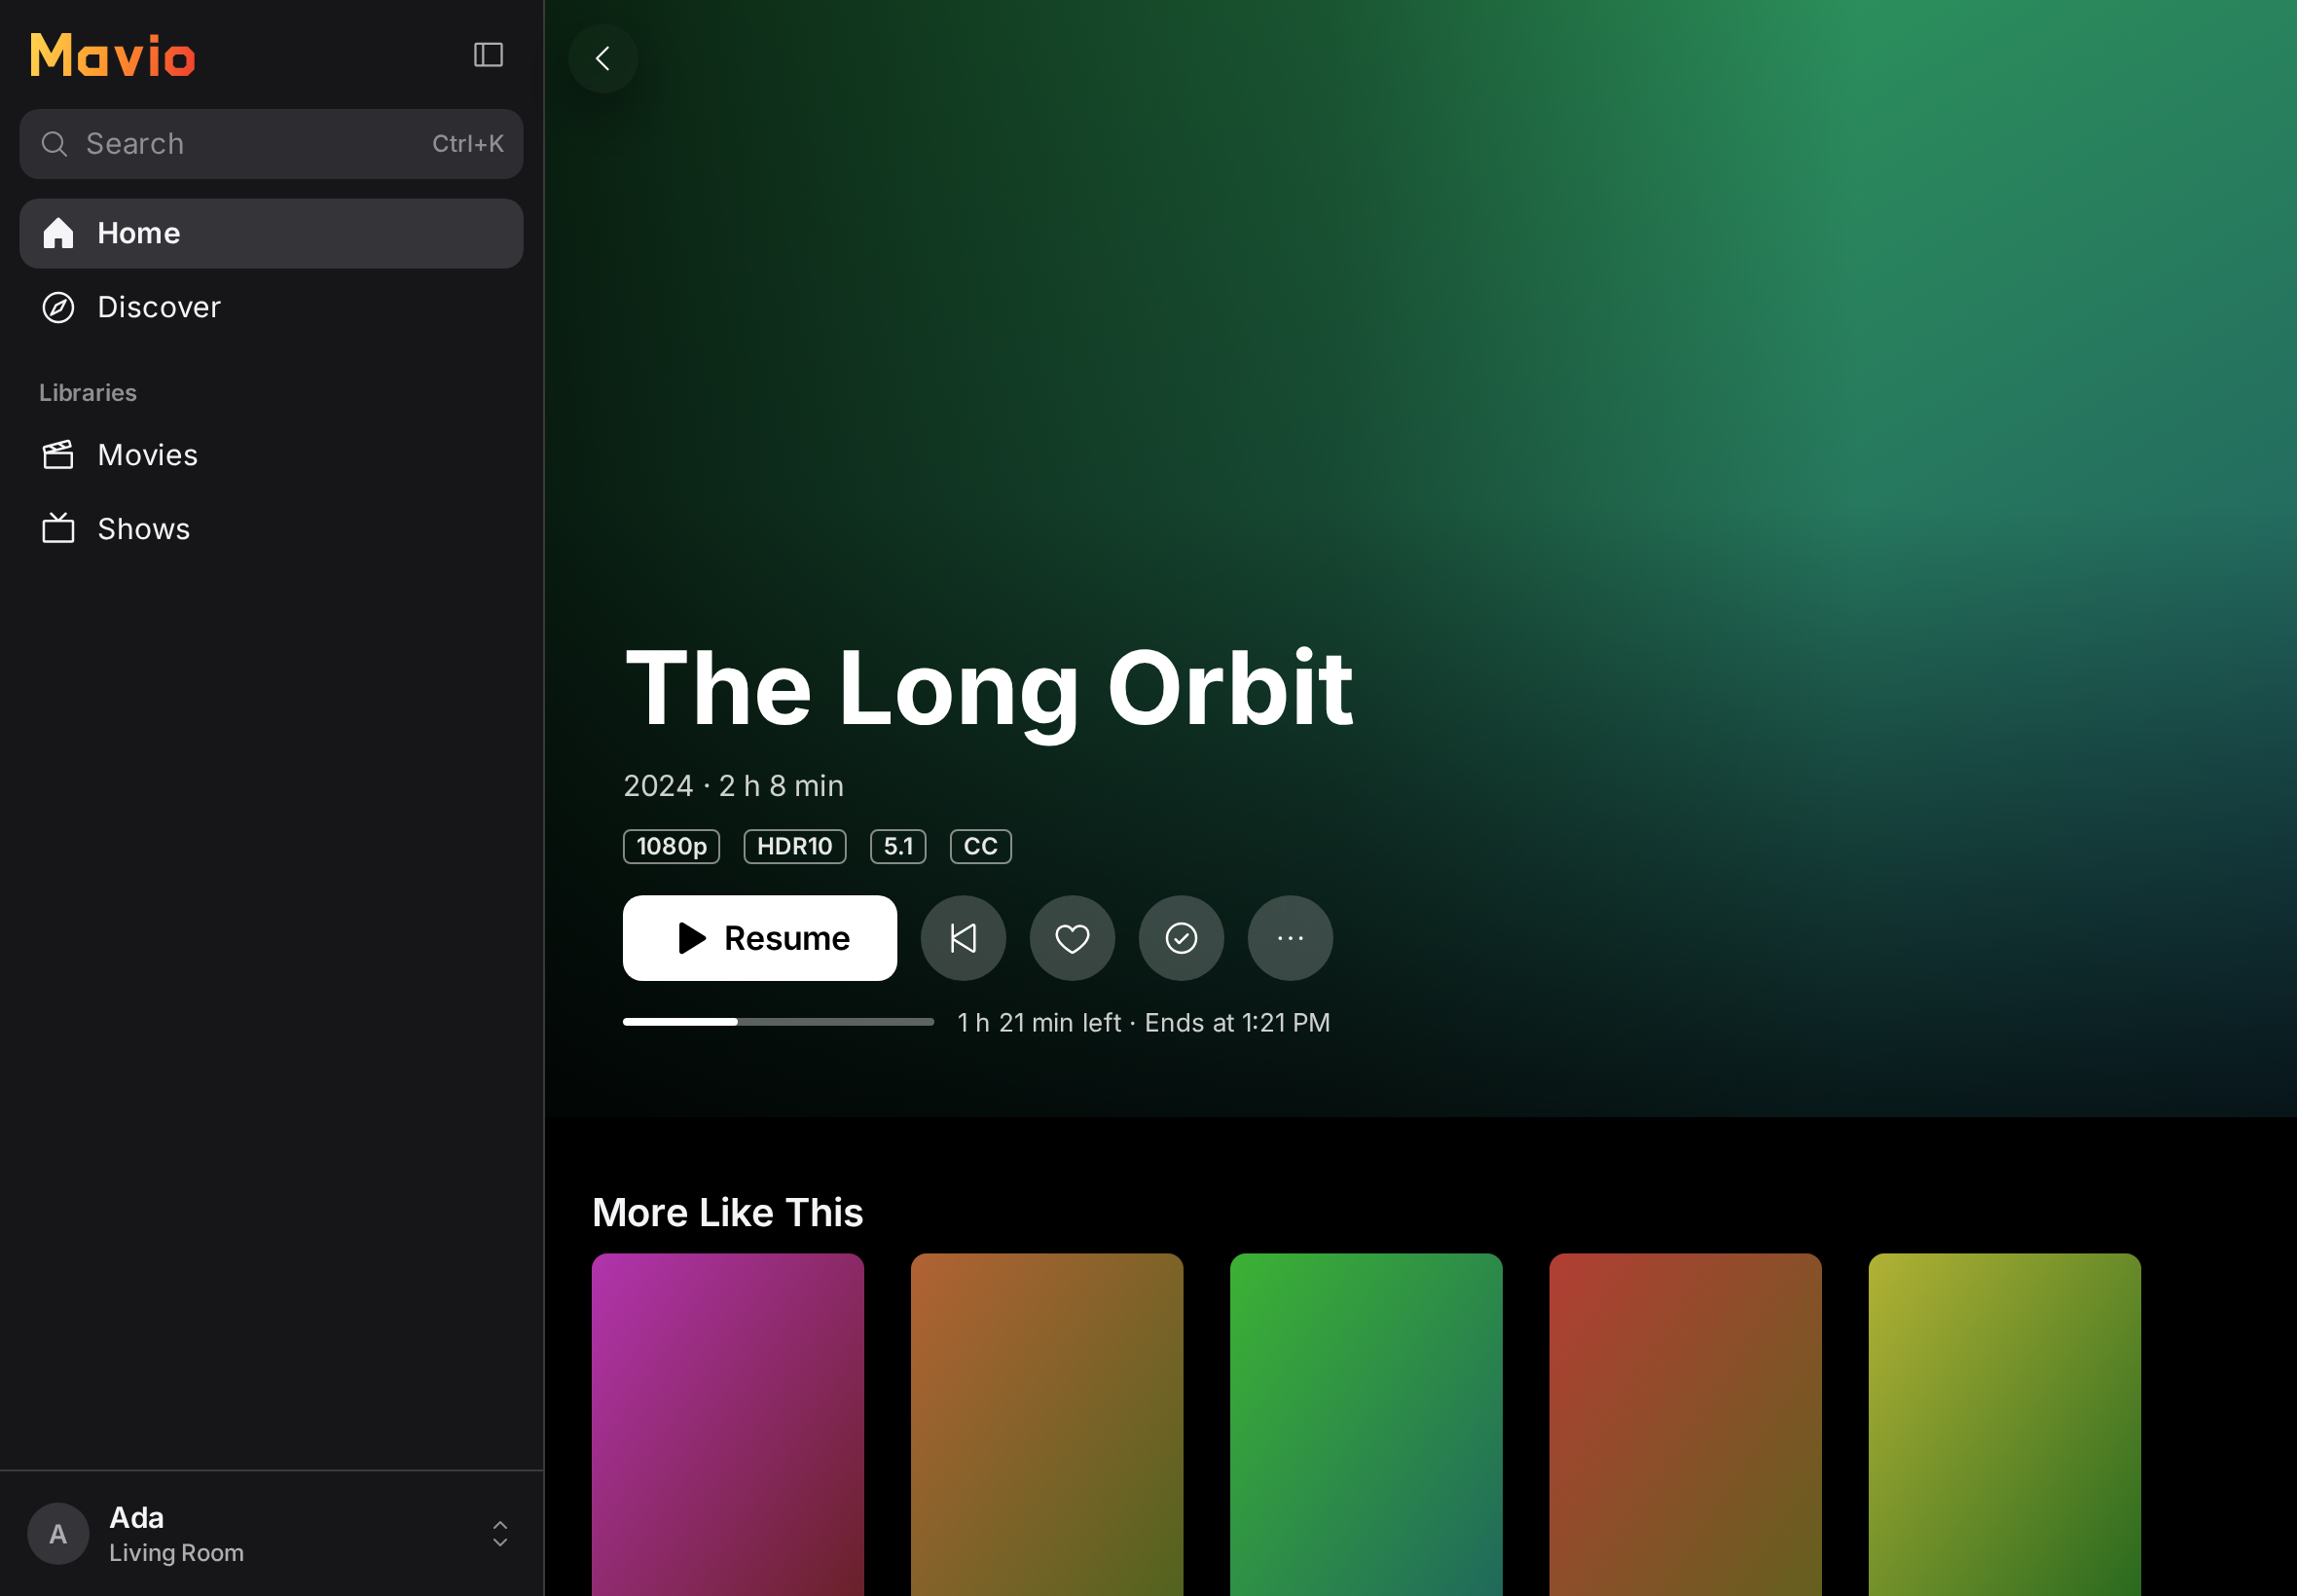 Mavio
Search Ctrl+K
Home
Discover
Libraries
Movies
Shows
The Long Orbit
2024 · 2 h 8 min
1080p HDR10 5.1 CC
Resume
1 h 21 min left · Ends at 1:21 PM
More Like This
A
Ada
Living Room